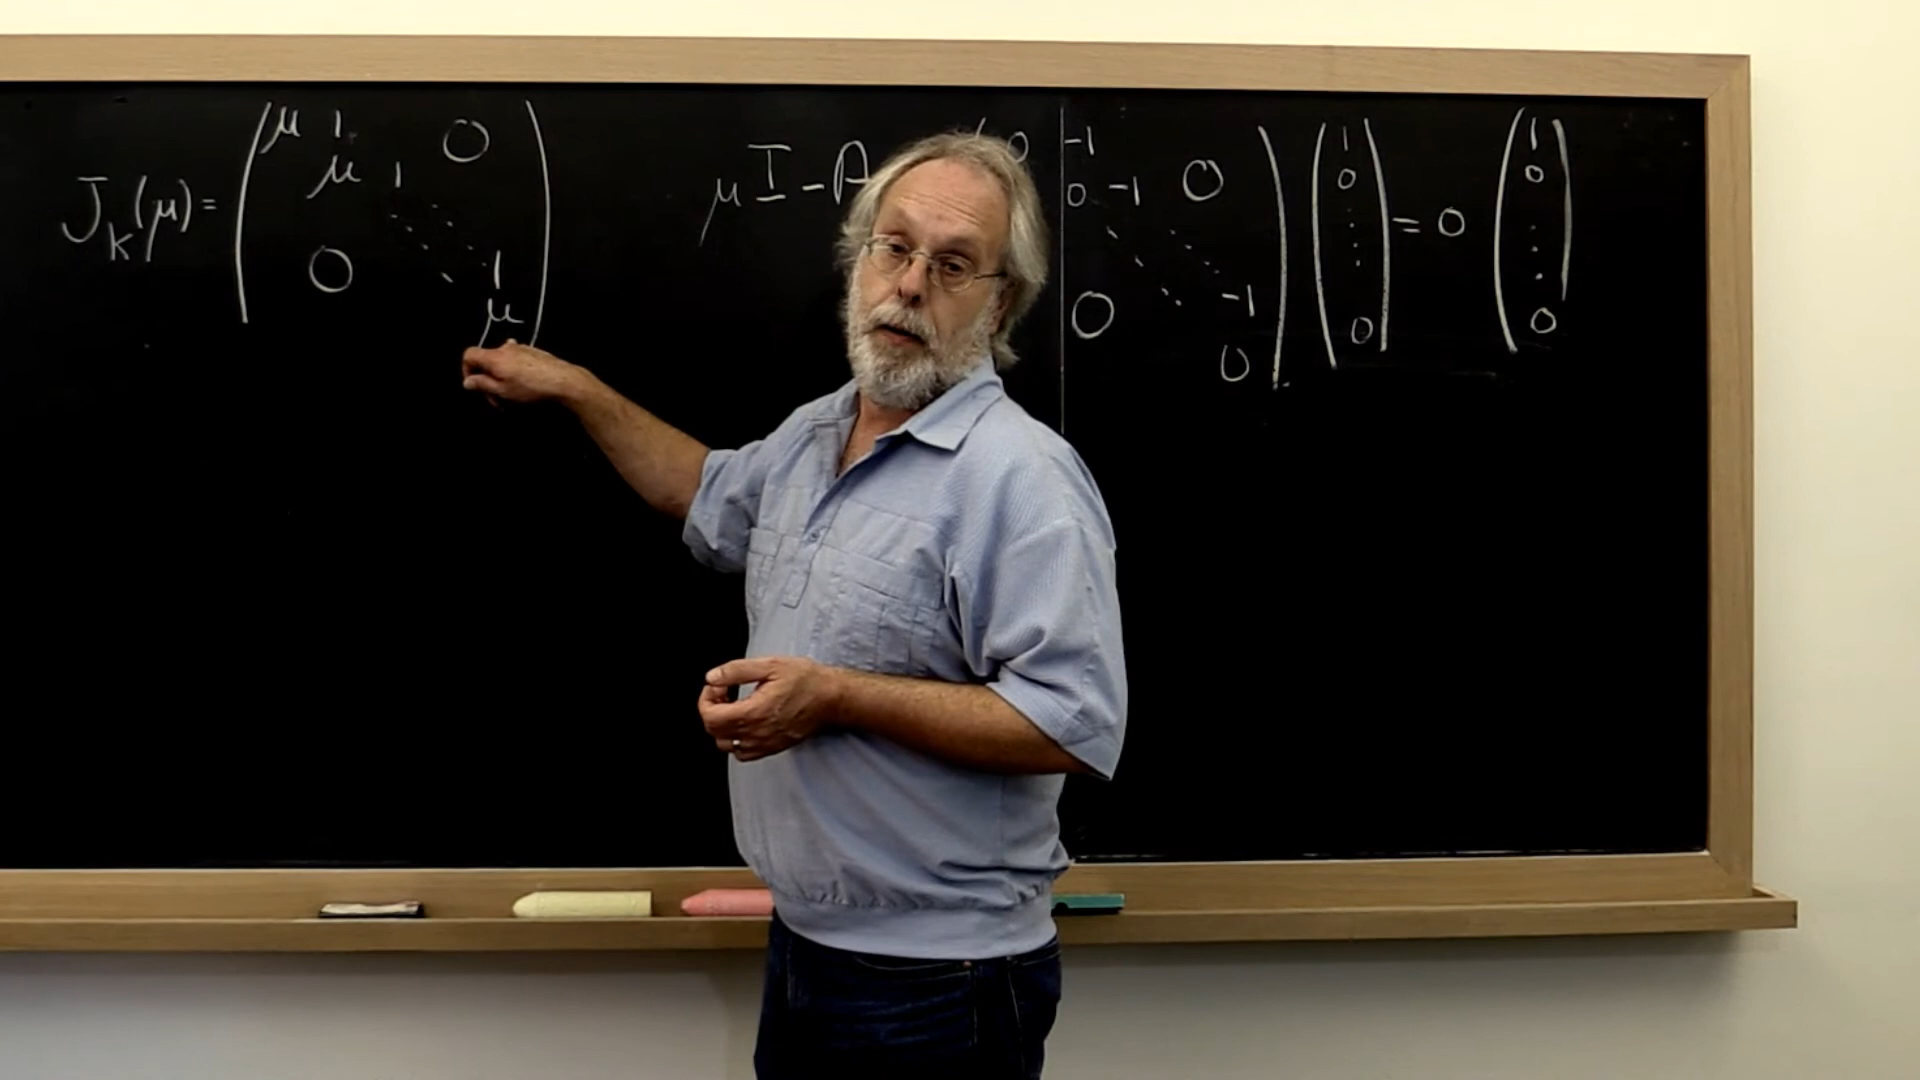 J_k(μ) = ( μ 1 0
μ 1
⋱ ⋱
0 1
μ )
μI - A ( 0 -1
0 -1 0
⋱ ⋱
0 -1
0 ) ( 1 0 ⋮ 0 ) = 0 ( 1 0 ⋮ 0 )